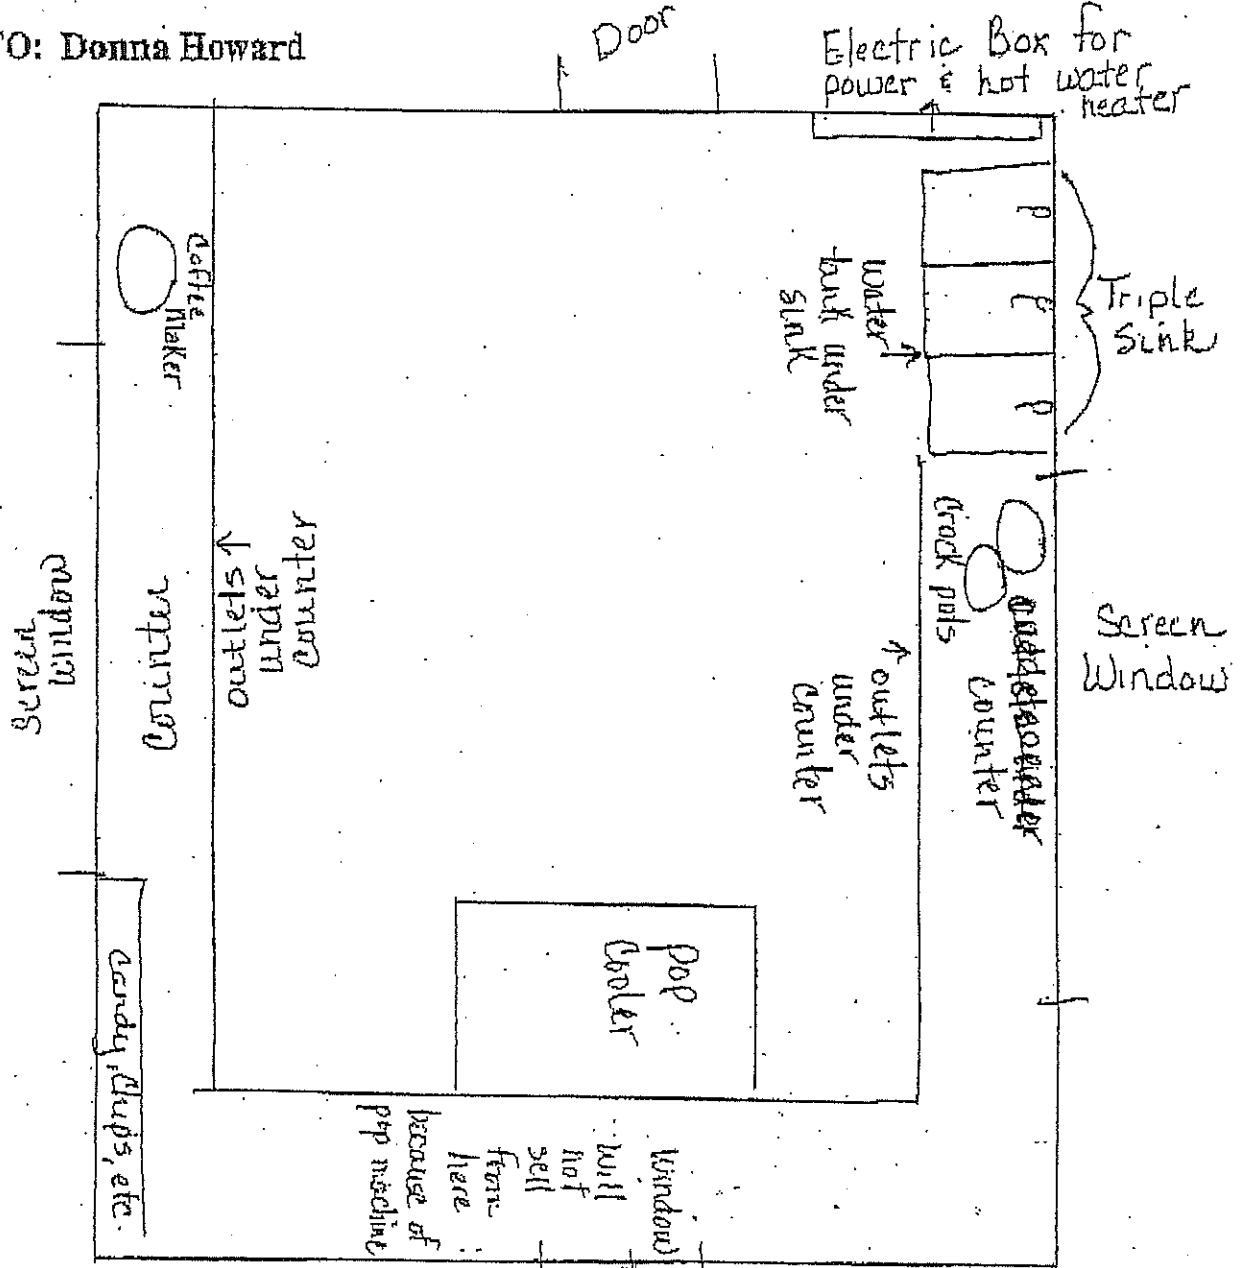 TO: Donna Howard
Door
Electric Box for
power & hot water
heater
Coffee
Maker
water
tank under
sink
Triple
Sink
Crock pots
counter
Screen
Window
outlets
under
counter
Screen
Window
Counter
outlets
under
Counter
Pop
Cooler
Candy, Chips, etc.
Window
will
not
sell
from
here
because of
pop machine